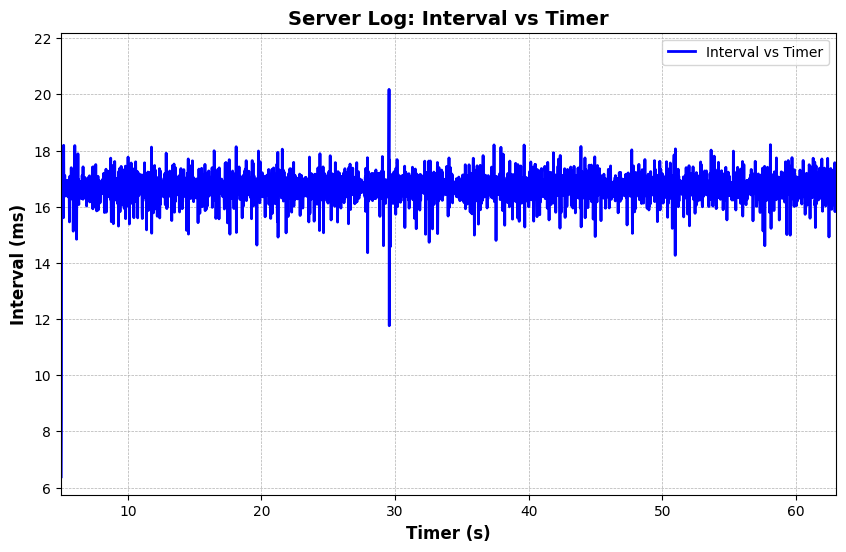 Server Log: Interval vs Timer
Interval vs Timer
22
20
18
16
14
12
10
8
6
Interval (ms)
10 20 30 40 50 60
Timer (s)